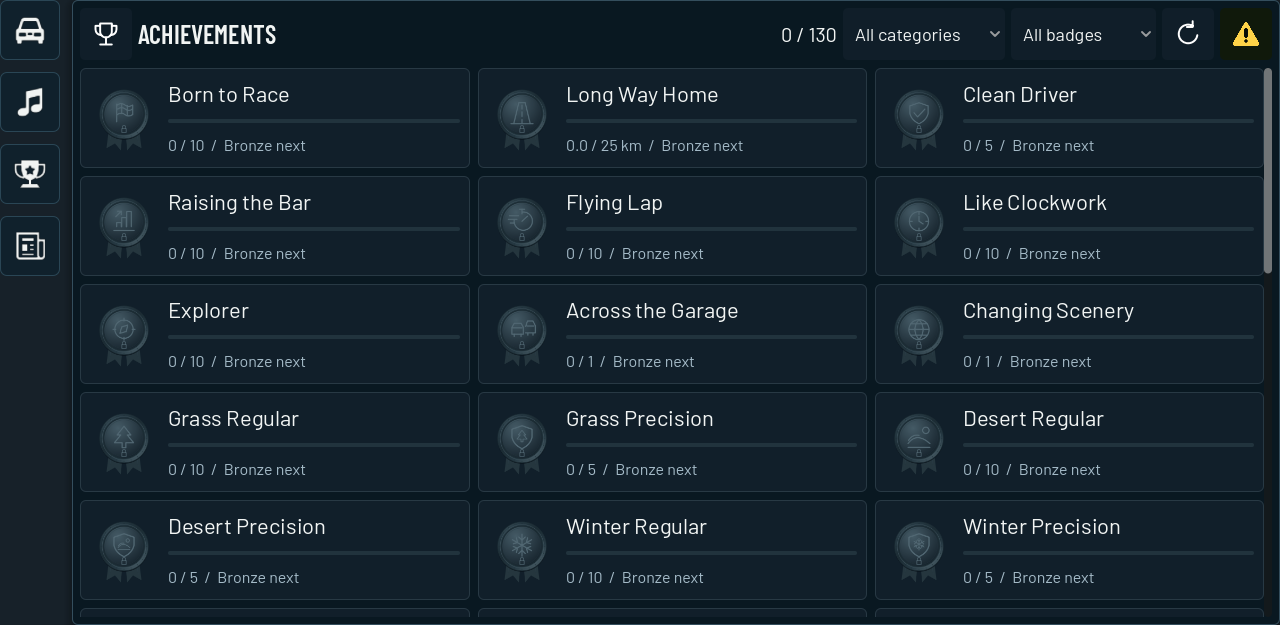 ACHIEVEMENTS
0 / 130
All categories
All badges
Born to Race
0 / 10 / Bronze next
Long Way Home
0.0 / 25 km / Bronze next
Clean Driver
0 / 5 / Bronze next
Raising the Bar
0 / 10 / Bronze next
Flying Lap
0 / 10 / Bronze next
Like Clockwork
0 / 10 / Bronze next
Explorer
0 / 10 / Bronze next
Across the Garage
0 / 1 / Bronze next
Changing Scenery
0 / 1 / Bronze next
Grass Regular
0 / 10 / Bronze next
Grass Precision
0 / 5 / Bronze next
Desert Regular
0 / 10 / Bronze next
Desert Precision
0 / 5 / Bronze next
Winter Regular
0 / 10 / Bronze next
Winter Precision
0 / 5 / Bronze next